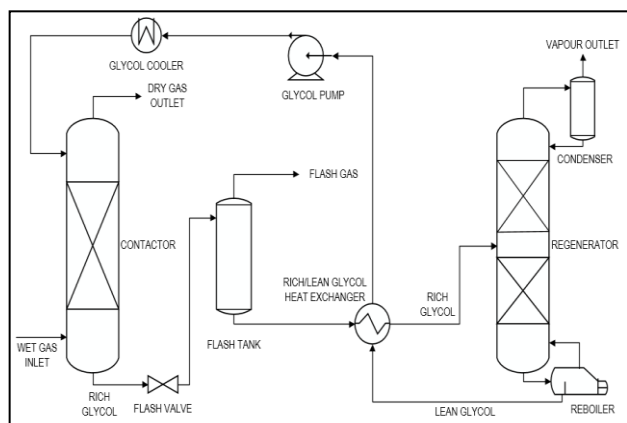 VAPOUR OUTLET
GLYCOL COOLER
DRY GAS
OUTLET
GLYCOL PUMP
CONDENSER
FLASH GAS
CONTACTOR
REGENERATOR
RICH/LEAN GLYCOL
HEAT EXCHANGER
RICH
GLYCOL
WET GAS
INLET
FLASH TANK
RICH
GLYCOL
FLASH VALVE
LEAN GLYCOL
REBOILER